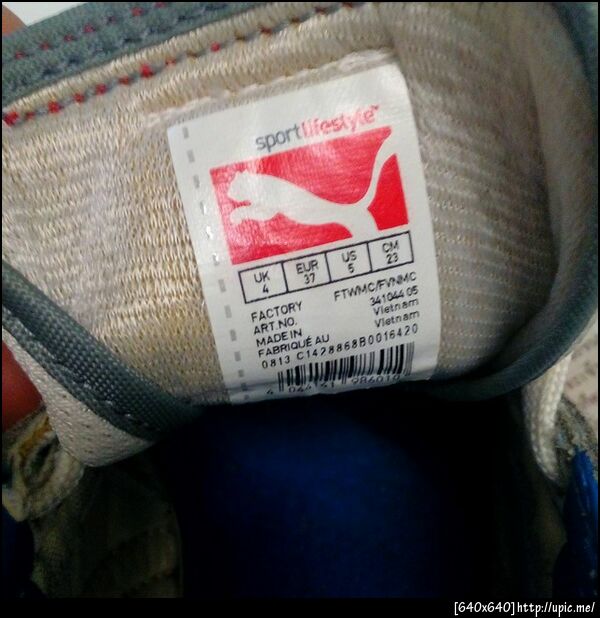 sportlifestyle™
UK EUR US CM
4 37 5 23
FACTORY FTWMC/FVNMC
ART.NO. 341044 05
MADE IN Vietnam
FABRIQUÉ AU Vietnam
0813 C1428868B0016420
[640x640]http://upic.me/